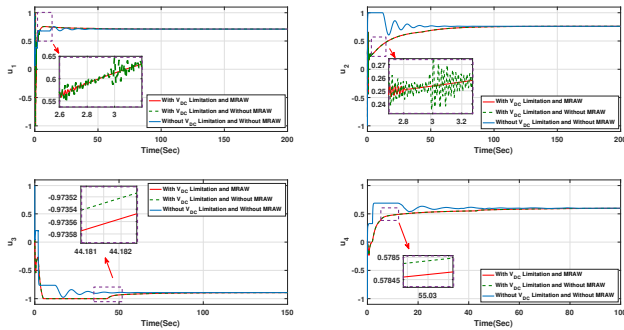 1
0.5
0
-0.5
-1
u1
0 50 100 150 200
Time(Sec)
0.65
0.6
0.55
2.6 2.8 3
With VDC Limitation and MRAW
With VDC Limitation and Without MRAW
Without VDC Limitation and Without MRAW
1
0.5
0
-0.5
-1
u2
0 50 100 150 200
Time(Sec)
0.27
0.26
0.25
0.24
2.8 3 3.2
With VDC Limitation and MRAW
With VDC Limitation and Without MRAW
Without VDC Limitation and Without MRAW
1
0.5
0
-0.5
-1
u3
0 50 100 150
Time(Sec)
-0.97352
-0.97354
-0.97356
-0.97358
44.181 44.182
With VDC Limitation and MRAW
With VDC Limitation and Without MRAW
Without VDC Limitation and Without MRAW
1
0.5
0
-0.5
-1
u4
0 20 40 60 80 100
Time(Sec)
0.5785
0.57845
55.03
With VDC Limitation and MRAW
With VDC Limitation and Without MRAW
Without VDC Limitation and Without MRAW